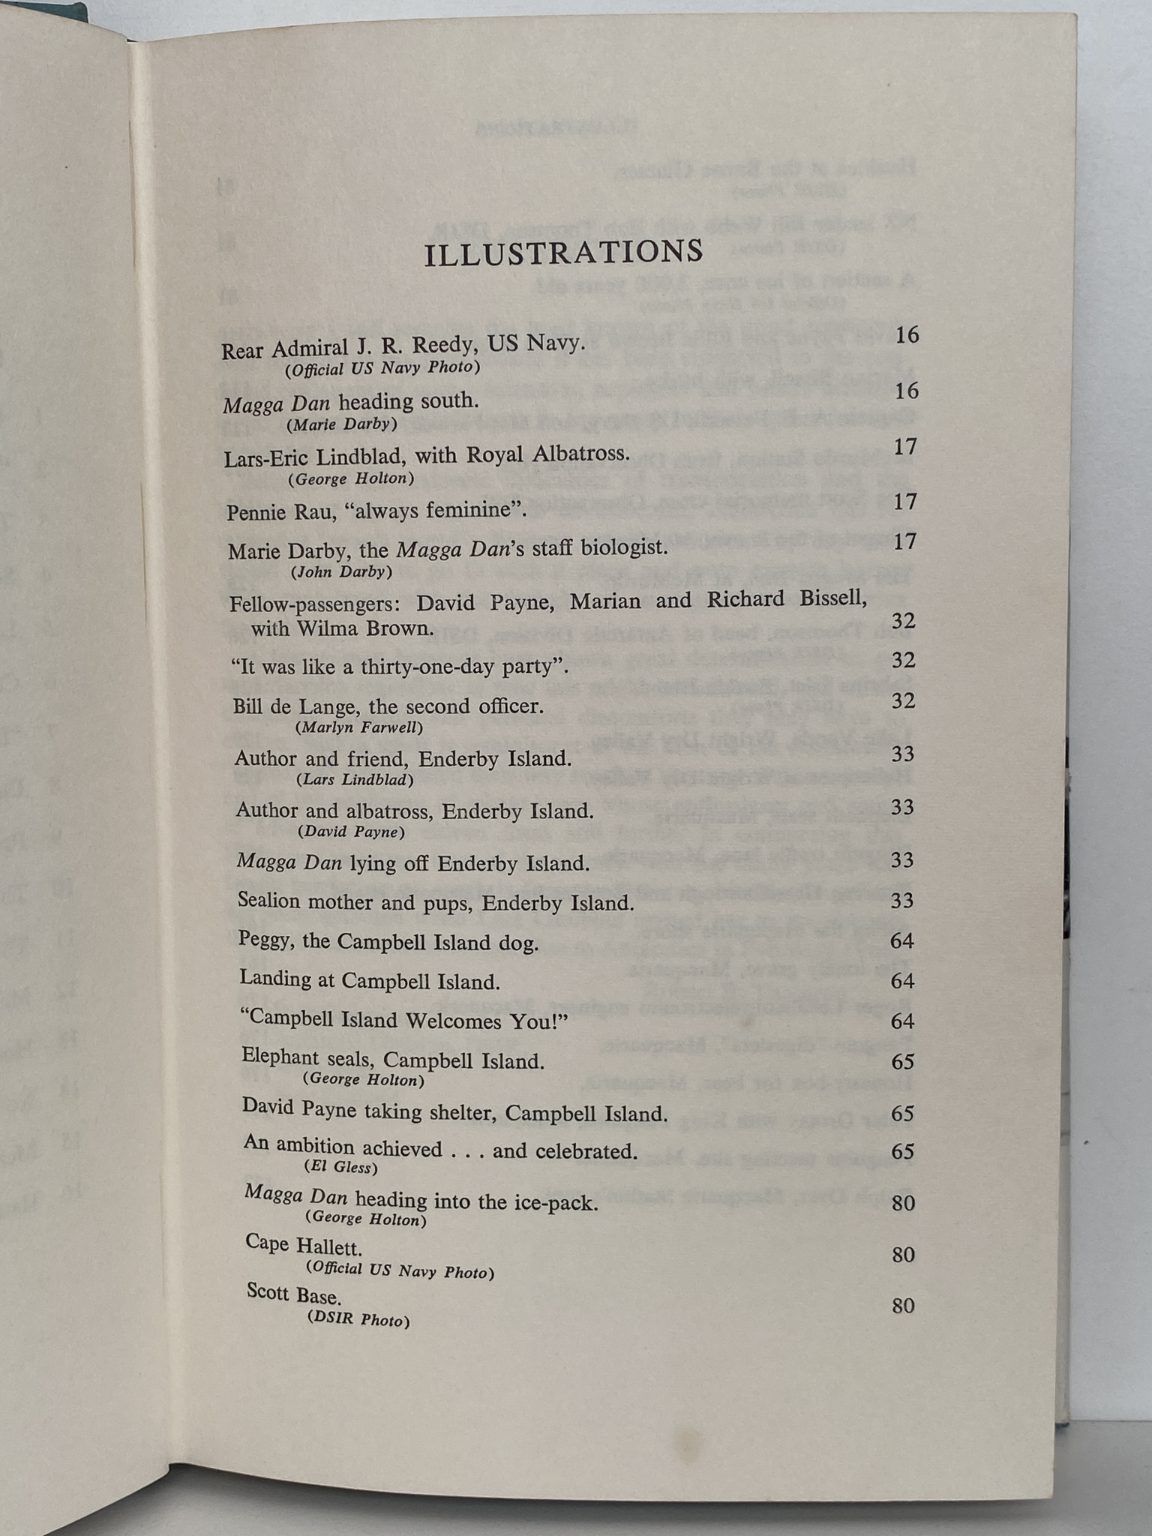 ILLUSTRATIONS
Rear Admiral J. R. Reedy, US Navy. 16
(Official US Navy Photo)
Magga Dan heading south. 16
(Marie Darby)
Lars-Eric Lindblad, with Royal Albatross. 17
(George Holton)
Pennie Rau, “always feminine”. 17
Marie Darby, the Magga Dan’s staff biologist. 17
(John Darby)
Fellow-passengers: David Payne, Marian and Richard Bissell,
with Wilma Brown. 32
“It was like a thirty-one-day party”. 32
Bill de Lange, the second officer. 32
(Marlyn Farwell)
Author and friend, Enderby Island. 33
(Lars Lindblad)
Author and albatross, Enderby Island. 33
(David Payne)
Magga Dan lying off Enderby Island. 33
Sealion mother and pups, Enderby Island. 33
Peggy, the Campbell Island dog. 64
Landing at Campbell Island. 64
“Campbell Island Welcomes You!” 64
Elephant seals, Campbell Island. 65
(George Holton)
David Payne taking shelter, Campbell Island. 65
An ambition achieved . . . and celebrated. 65
(El Gless)
Magga Dan heading into the ice-pack. 80
(George Holton)
Cape Hallett. 80
(Official US Navy Photo)
Scott Base. 80
(DSIR Photo)